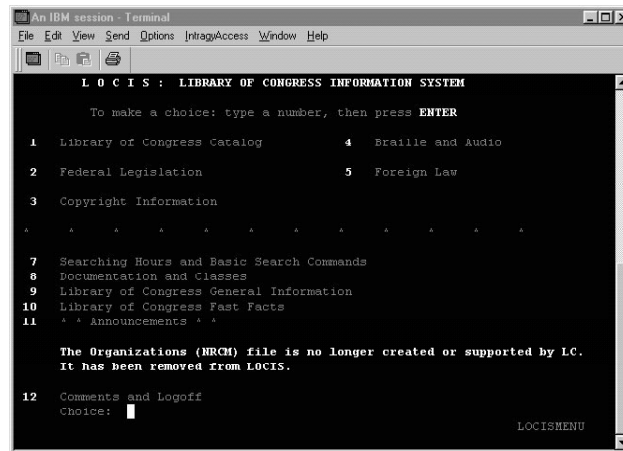 An IBM session - Terminal
File Edit View Send Options IntragyAccess Window Help
L O C I S : LIBRARY OF CONGRESS INFORMATION SYSTEM
To make a choice: type a number, then press ENTER
1 Library of Congress Catalog 4 Braille and Audio
2 Federal Legislation 5 Foreign Law
3 Copyright Information
^ ^ ^ ^ ^ ^ ^ ^ ^ ^ ^ ^
7 Searching Hours and Basic Search Commands
8 Documentation and Classes
9 Library of Congress General Information
10 Library of Congress Fast Facts
11 ^ ^ Announcements ^ ^
The Organizations (NRCM) file is no longer created or supported by LC.
It has been removed from LOCIS.
12 Comments and Logoff
Choice:
LOCISMENU